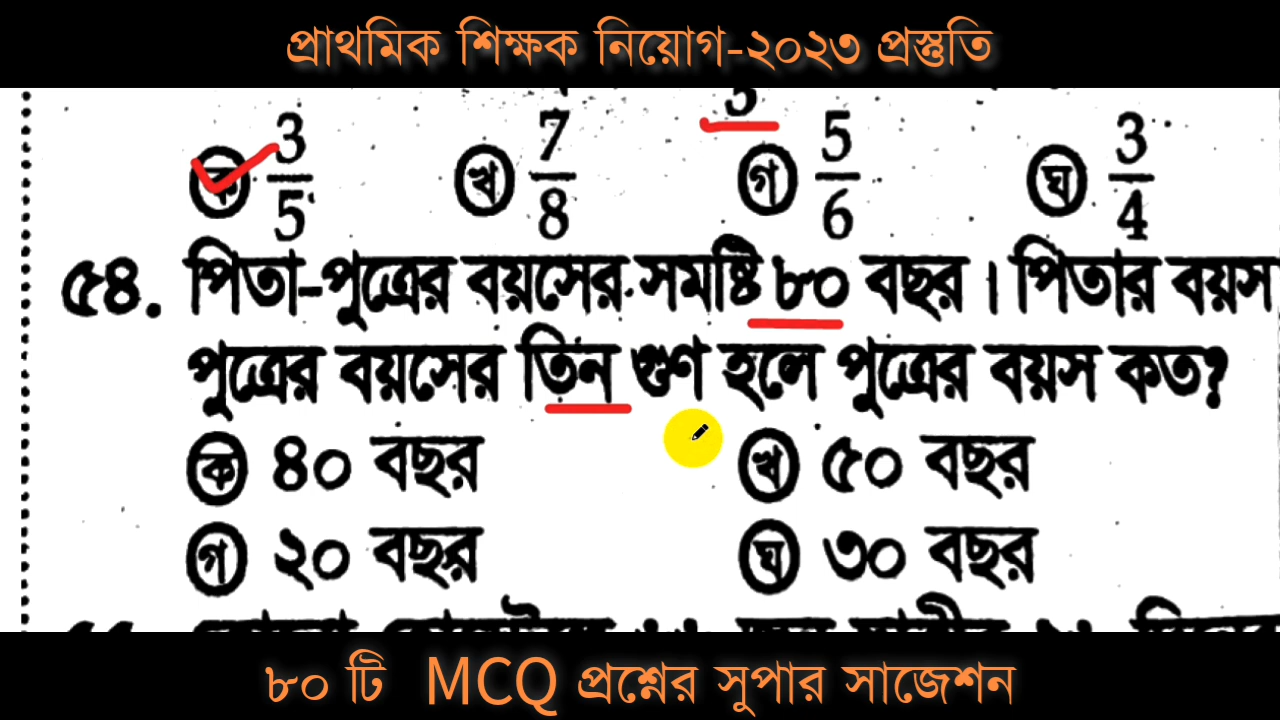 প্রাথমিক শিক্ষক নিয়োগ-২০২৩ প্রস্তুতি
ক 3/5 খ 7/8 গ 5/6 ঘ 3/4
৫৪. পিতা-পুত্রের বয়সের সমষ্টি ৮০ বছর। পিতার বয়স
পুত্রের বয়সের তিন গুণ হলে পুত্রের বয়স কত?
ক ৪০ বছর খ ৫০ বছর
গ ২০ বছর ঘ ৩০ বছর
৮০ টি MCQ প্রশ্নের সুপার সাজেশন